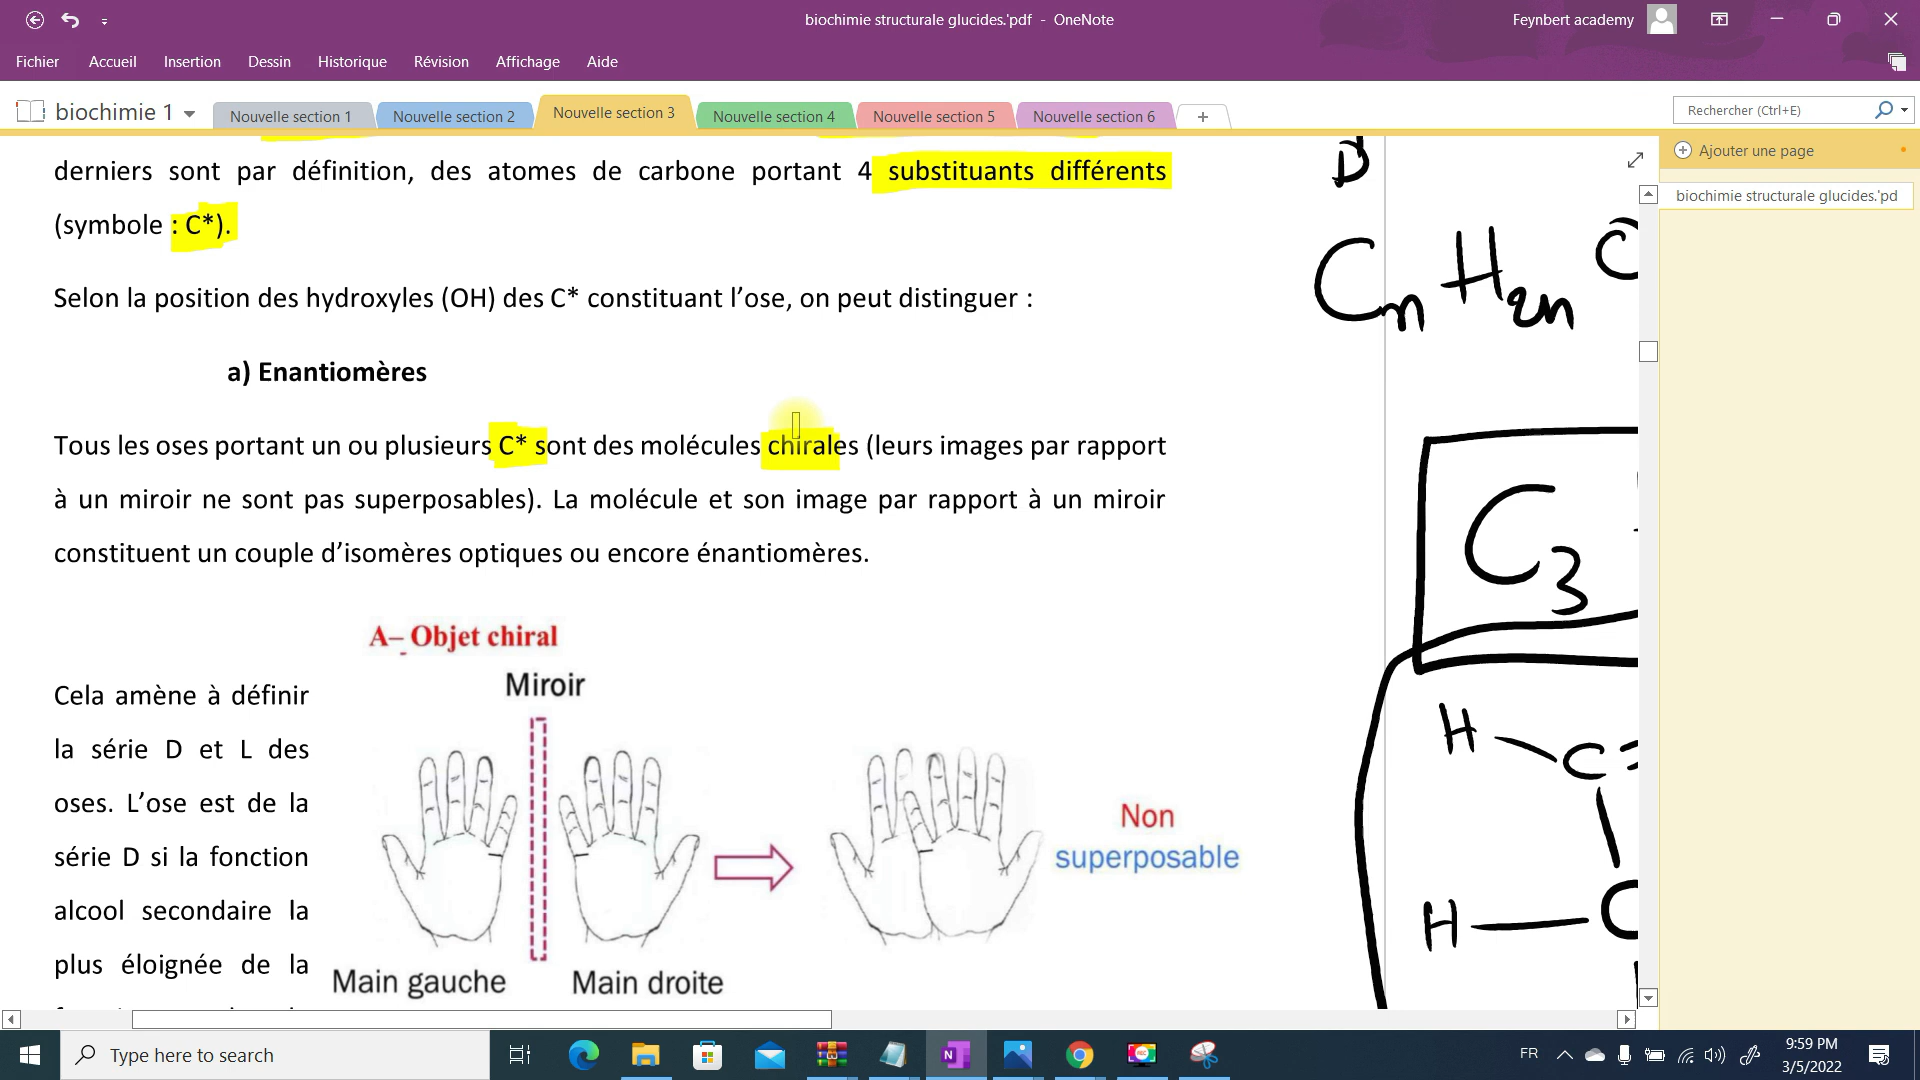 biochimie structurale glucides.'pdf - OneNote
Feynbert academy
Fichier Accueil Insertion Dessin Historique Révision Affichage Aide
biochimie 1
Nouvelle section 1 Nouvelle section 2 Nouvelle section 3 Nouvelle section 4 Nouvelle section 5 Nouvelle section 6 +
Rechercher (Ctrl+E)
Ajouter une page
biochimie structurale glucides.'pd
derniers sont par définition, des atomes de carbone portant 4 substituants différents
(symbole : C*).
Selon la position des hydroxyles (OH) des C* constituant l'ose, on peut distinguer :
a) Enantiomères
Tous les oses portant un ou plusieurs C* sont des molécules chirales (leurs images par rapport
à un miroir ne sont pas superposables). La molécule et son image par rapport à un miroir
constituent un couple d'isomères optiques ou encore énantiomères.
A– Objet chiral
Miroir
Cela amène à définir
la série D et L des
oses. L'ose est de la
série D si la fonction
alcool secondaire la
plus éloignée de la
Non
superposable
Main gauche Main droite
D
Cn H2n
C3
H C
H
Type here to search
FR
9:59 PM
3/5/2022